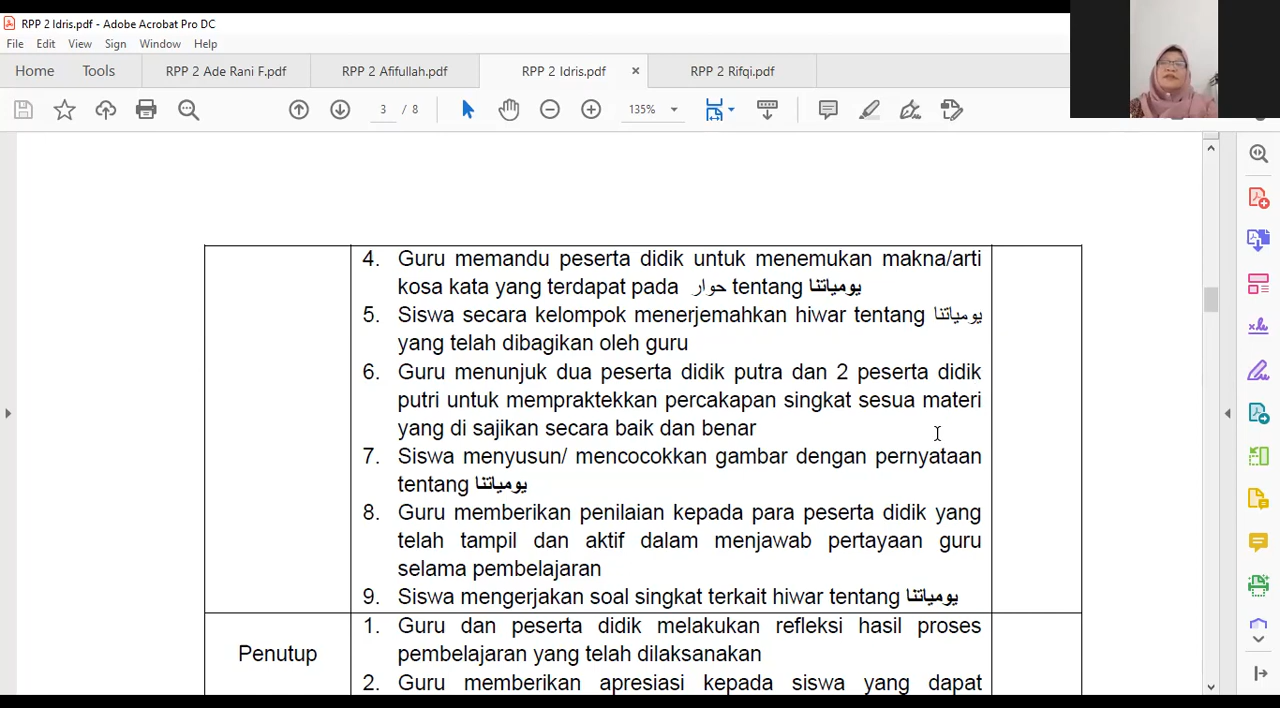 RPP 2 Idris.pdf - Adobe Acrobat Pro DC
File Edit View Sign Window Help
Home Tools RPP 2 Ade Rani F.pdf RPP 2 Afifullah.pdf RPP 2 Idris.pdf × RPP 2 Rifqi.pdf
3 / 8 135%
4. Guru memandu peserta didik untuk menemukan makna/arti
kosa kata yang terdapat pada حوار tentang يومياتنا
5. Siswa secara kelompok menerjemahkan hiwar tentang يومياتنا
yang telah dibagikan oleh guru
6. Guru menunjuk dua peserta didik putra dan 2 peserta didik
putri untuk mempraktekkan percakapan singkat sesua materi
yang di sajikan secara baik dan benar
7. Siswa menyusun/ mencocokkan gambar dengan pernyataan
tentang يومياتنا
8. Guru memberikan penilaian kepada para peserta didik yang
telah tampil dan aktif dalam menjawab pertayaan guru
selama pembelajaran
9. Siswa mengerjakan soal singkat terkait hiwar tentang يومياتنا
Penutup
1. Guru dan peserta didik melakukan refleksi hasil proses
pembelajaran yang telah dilaksanakan
2. Guru memberikan apresiasi kepada siswa yang dapat